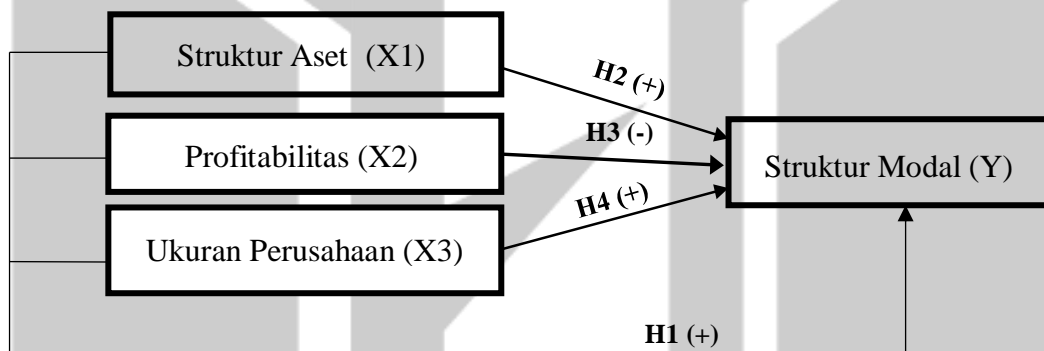 Struktur Aset (X1)
H2 (+)
H3 (-)
Profitabilitas (X2)
Struktur Modal (Y)
H4 (+)
Ukuran Perusahaan (X3)
H1 (+)